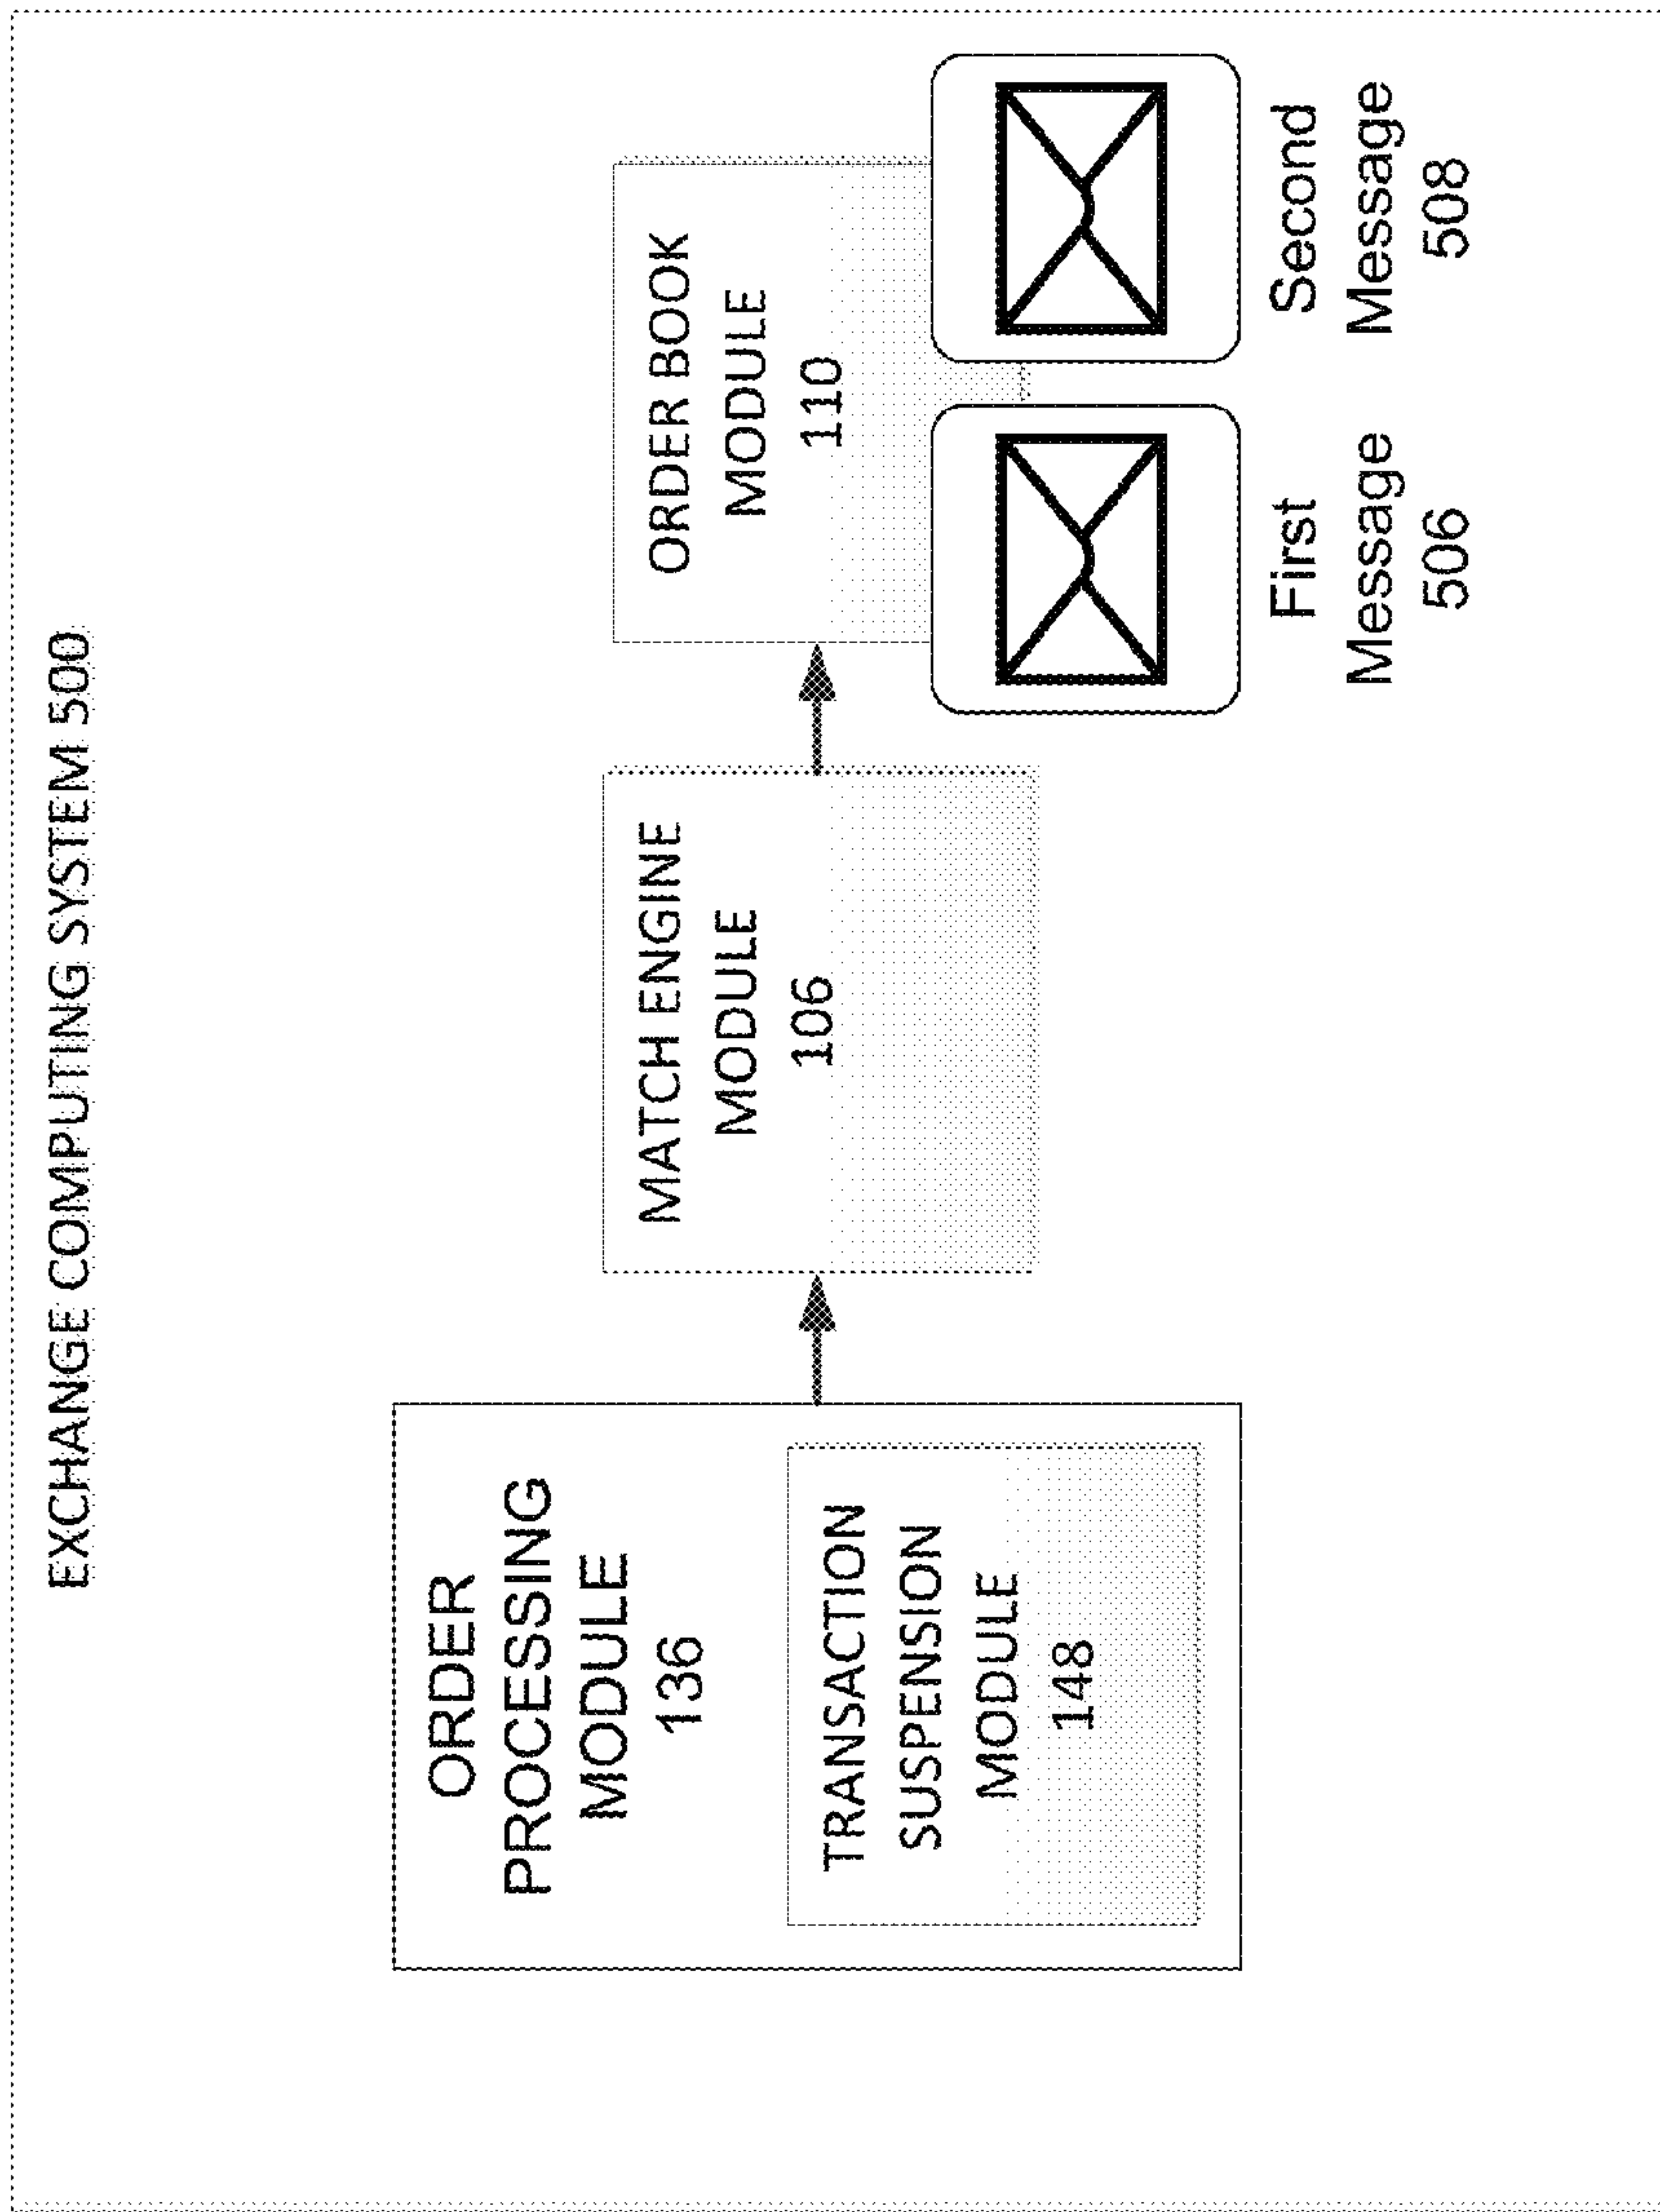 EXCHANGE COMPUTING SYSTEM 500
ORDER
PROCESSING
MODULE
136
TRANSACTION
SUSPENSION
MODULE
148
MATCH ENGINE
MODULE
106
ORDER BOOK
MODULE
110
First
Message
506
Second
Message
508